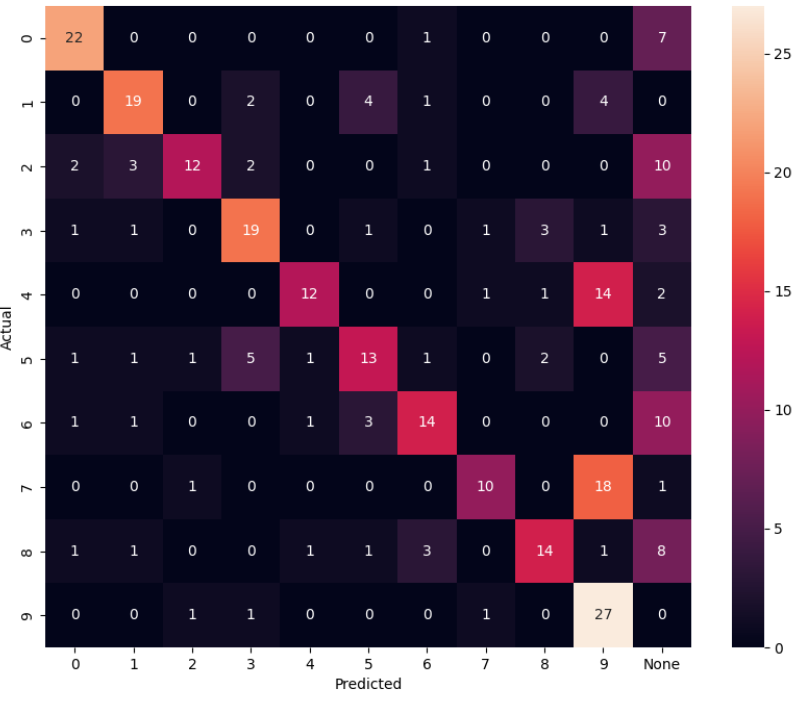 0 22 0 0 0 0 0 1 0 0 0 7
1 0 19 0 2 0 4 1 0 0 4 0
2 2 3 12 2 0 0 1 0 0 0 10
3 1 1 0 19 0 1 0 1 3 1 3
4 0 0 0 0 12 0 0 1 1 14 2
5 1 1 1 5 1 13 1 0 2 0 5
6 1 1 0 0 1 3 14 0 0 0 10
7 0 0 1 0 0 0 0 10 0 18 1
8 1 1 0 0 1 1 3 0 14 1 8
9 0 0 1 1 0 0 0 1 0 27 0
0 1 2 3 4 5 6 7 8 9 None
Predicted
Actual
25
20
15
10
5
0